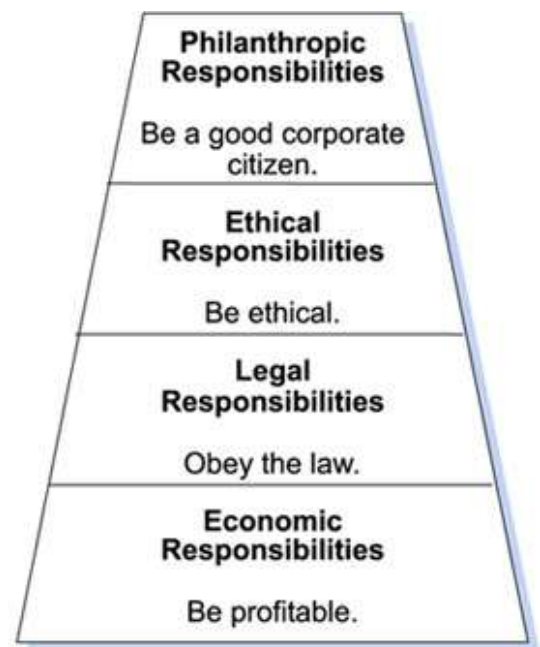 Philanthropic
Responsibilities
Be a good corporate
citizen.
Ethical
Responsibilities
Be ethical.
Legal
Responsibilities
Obey the law.
Economic
Responsibilities
Be profitable.